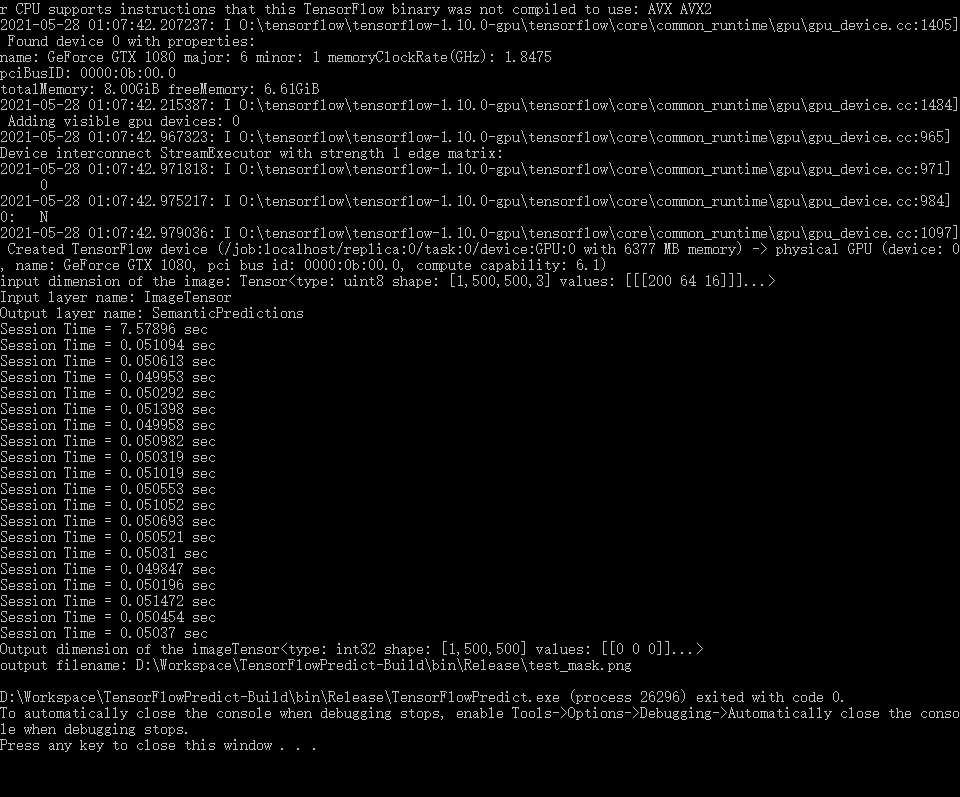 r CPU supports instructions that this TensorFlow binary was not compiled to use: AVX AVX2
2021-05-28 01:07:42.207237: I O:\tensorflow\tensorflow-1.10.0-gpu\tensorflow\core\common_runtime\gpu\gpu_device.cc:1405]
 Found device 0 with properties:
name: GeForce GTX 1080 major: 6 minor: 1 memoryClockRate(GHz): 1.8475
pciBusID: 0000:0b:00.0
totalMemory: 8.00GiB freeMemory: 6.61GiB
2021-05-28 01:07:42.215387: I O:\tensorflow\tensorflow-1.10.0-gpu\tensorflow\core\common_runtime\gpu\gpu_device.cc:1484]
 Adding visible gpu devices: 0
2021-05-28 01:07:42.967323: I O:\tensorflow\tensorflow-1.10.0-gpu\tensorflow\core\common_runtime\gpu\gpu_device.cc:965]
Device interconnect StreamExecutor with strength 1 edge matrix:
2021-05-28 01:07:42.971818: I O:\tensorflow\tensorflow-1.10.0-gpu\tensorflow\core\common_runtime\gpu\gpu_device.cc:971]
     0
2021-05-28 01:07:42.975217: I O:\tensorflow\tensorflow-1.10.0-gpu\tensorflow\core\common_runtime\gpu\gpu_device.cc:984]
0:   N
2021-05-28 01:07:42.979036: I O:\tensorflow\tensorflow-1.10.0-gpu\tensorflow\core\common_runtime\gpu\gpu_device.cc:1097]
 Created TensorFlow device (/job:localhost/replica:0/task:0/device:GPU:0 with 6377 MB memory) -> physical GPU (device: 0
, name: GeForce GTX 1080, pci bus id: 0000:0b:00.0, compute capability: 6.1)
input dimension of the image: Tensor<type: uint8 shape: [1,500,500,3] values: [[[200 64 16]]]...>
Input layer name: ImageTensor
Output layer name: SemanticPredictions
Session Time = 7.57896 sec
Session Time = 0.051094 sec
Session Time = 0.050613 sec
Session Time = 0.049953 sec
Session Time = 0.050292 sec
Session Time = 0.051398 sec
Session Time = 0.049958 sec
Session Time = 0.050982 sec
Session Time = 0.050319 sec
Session Time = 0.051019 sec
Session Time = 0.050553 sec
Session Time = 0.051052 sec
Session Time = 0.050693 sec
Session Time = 0.050521 sec
Session Time = 0.05031 sec
Session Time = 0.049847 sec
Session Time = 0.050196 sec
Session Time = 0.051472 sec
Session Time = 0.050454 sec
Session Time = 0.05037 sec
Output dimension of the imageTensor<type: int32 shape: [1,500,500] values: [[0 0 0]]...>
output filename: D:\Workspace\TensorFlowPredict-Build\bin\Release\test_mask.png

D:\Workspace\TensorFlowPredict-Build\bin\Release\TensorFlowPredict.exe (process 26296) exited with code 0.
To automatically close the console when debugging stops, enable Tools->Options->Debugging->Automatically close the conso
le when debugging stops.
Press any key to close this window . . .